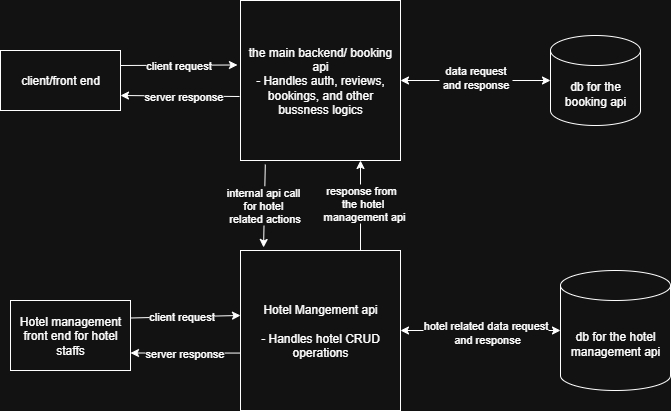 the main backend/ booking
api
- Handles auth, reviews,
bookings, and other
bussness logics
client/front end
client request
server response
data request
and response
db for the
booking api
internal api call
for hotel
related actions
response from
the hotel
management api
Hotel Mangement api
- Handles hotel CRUD
operations
Hotel management
front end for hotel
staffs
client request
server response
hotel related data request
and response
db for the hotel
management api